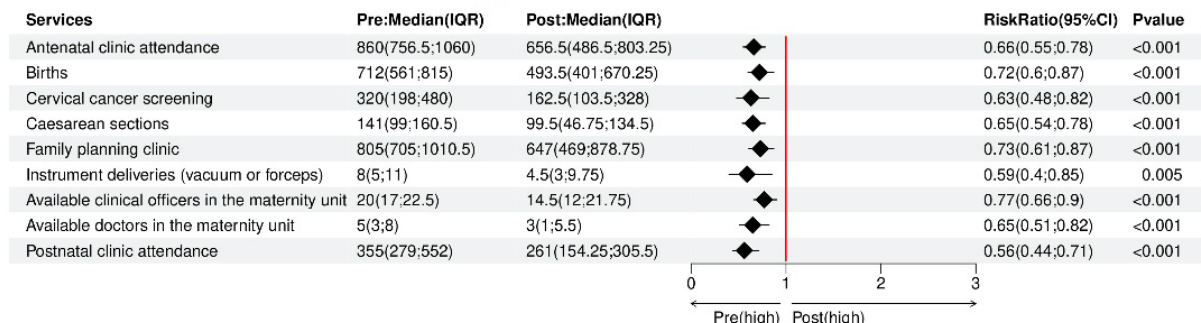 Services Pre:Median(IQR) Post:Median(IQR) RiskRatio(95%CI) Pvalue
Antenatal clinic attendance 860(756.5;1060) 656.5(486.5;803.25) 0.66(0.55;0.78) <0.001
Births 712(561;815) 493.5(401;670.25) 0.72(0.6;0.87) <0.001
Cervical cancer screening 320(198;480) 162.5(103.5;328) 0.63(0.48;0.82) <0.001
Caesarean sections 141(99;160.5) 99.5(46.75;134.5) 0.65(0.54;0.78) <0.001
Family planning clinic 805(705;1010.5) 647(469;878.75) 0.73(0.61;0.87) <0.001
Instrument deliveries (vacuum or forceps) 8(5;11) 4.5(3;9.75) 0.59(0.4;0.85) 0.005
Available clinical officers in the maternity unit 20(17;22.5) 14.5(12;21.75) 0.77(0.66;0.9) <0.001
Available doctors in the maternity unit 5(3;8) 3(1;5.5) 0.65(0.51;0.82) <0.001
Postnatal clinic attendance 355(279;552) 261(154.25;305.5) 0.56(0.44;0.71) <0.001
0 1 2 3
Pre(high) Post(high)